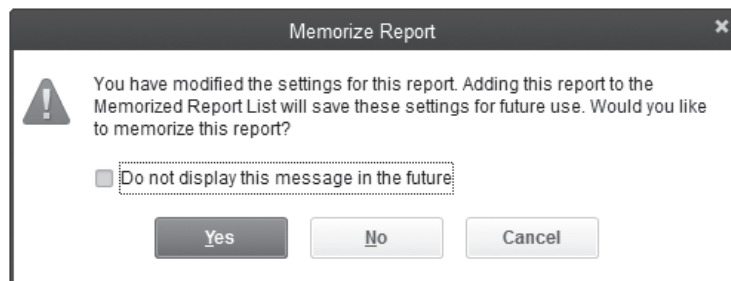 Memorize Report
You have modified the settings for this report. Adding this report to the
Memorized Report List will save these settings for future use. Would you like
to memorize this report?
Do not display this message in the future
Yes No Cancel